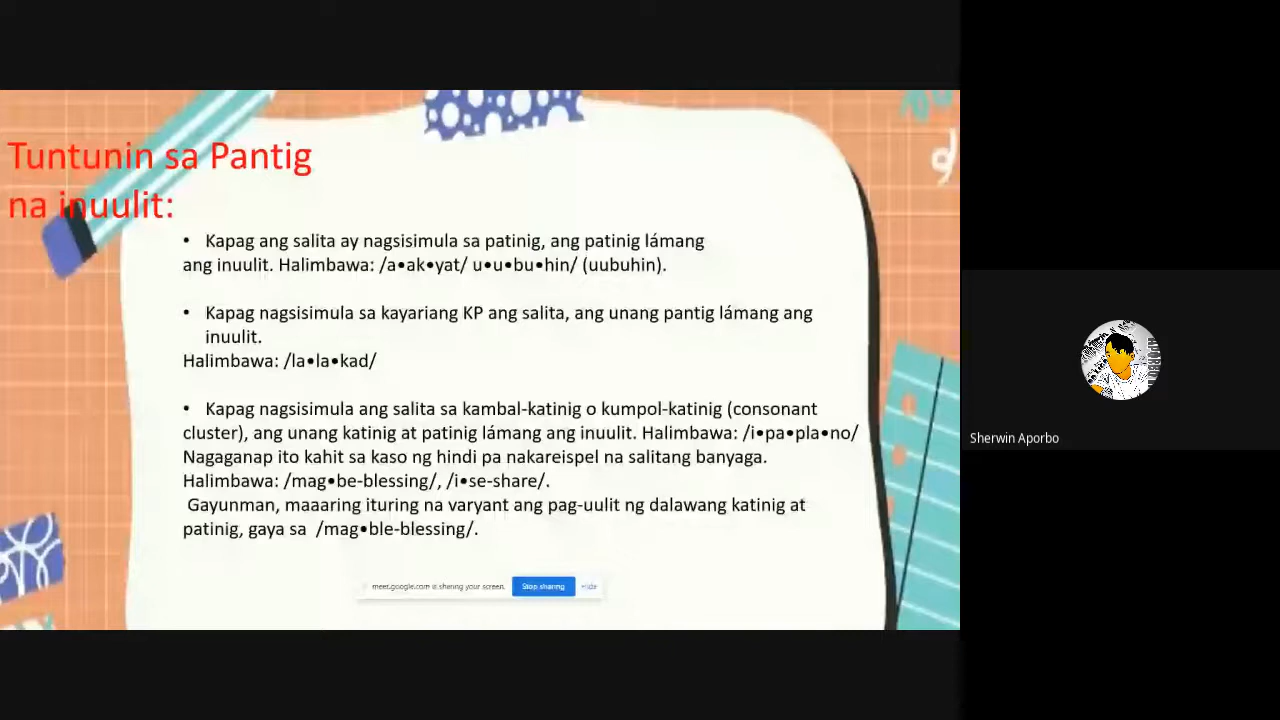 Tuntunin sa Pantig
na inuulit:
• Kapag ang salita ay nagsisimula sa patinig, ang patinig lámang
ang inuulit. Halimbawa: /a•ak•yat/ u•u•bu•hin/ (uubuhin).
• Kapag nagsisimula sa kayariang KP ang salita, ang unang pantig lámang ang
inuulit.
Halimbawa: /la•la•kad/
• Kapag nagsisimula ang salita sa kambal-katinig o kumpol-katinig (consonant
cluster), ang unang katinig at patinig lámang ang inuulit. Halimbawa: /i•pa•pla•no/
Nagaganap ito kahit sa kaso ng hindi pa nakareispel na salitang banyaga.
Halimbawa: /mag•be-blessing/, /i•se-share/.
Gayunman, maaaring ituring na varyant ang pag-uulit ng dalawang katinig at
patinig, gaya sa /mag•ble-blessing/.
meet.google.com is sharing your screen. Stop sharing Hide
Sherwin Aporbo